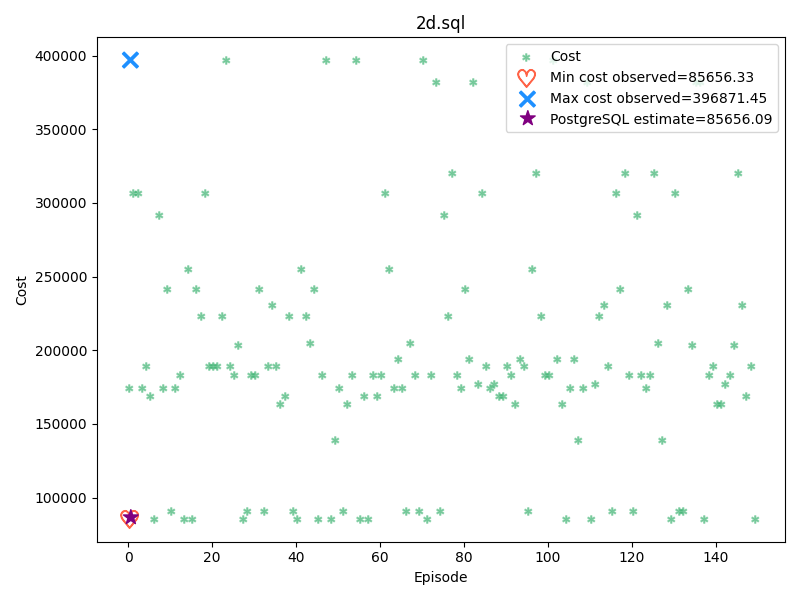 2d.sql
400000
350000
300000
250000
200000
150000
100000
Cost
Cost
Min cost observed=85656.33
Max cost observed=396871.45
PostgreSQL estimate=85656.09
0 20 40 60 80 100 120 140
Episode